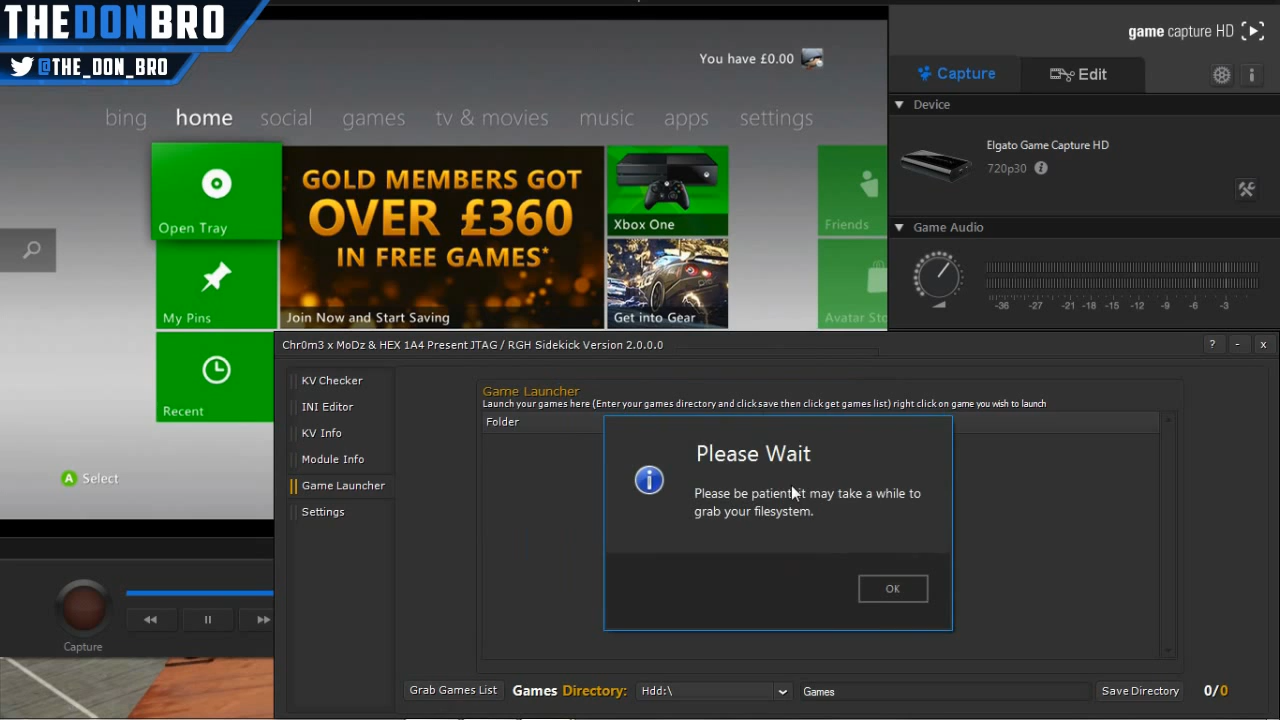 THEDONBRO
@THE_DON_BRO
You have £0.00
bing home social games tv & movies music apps settings
Open Tray
My Pins
Recent
GOLD MEMBERS GOT
OVER £360
IN FREE GAMES*
Join Now and Start Saving
Xbox One
Get into Gear
Friends
Avatar Sto
A Select
game capture HD
Capture
Edit
Device
Elgato Game Capture HD
720p30
Game Audio
-36 -27 -21 -18 -15 -12 -9 -6 -3
Chr0m3 x MoDz & HEX 1A4 Present JTAG / RGH Sidekick Version 2.0.0.0
? - x
KV Checker
INI Editor
KV Info
Module Info
Game Launcher
Settings
Game Launcher
Launch your games here (Enter your games directory and click save then click get games list) right click on game you wish to launch
Folder
Please Wait
Please be patient it may take a while to
grab your filesystem.
OK
Capture
Grab Games List
Games Directory:
Hdd:\
Games
Save Directory
0/0